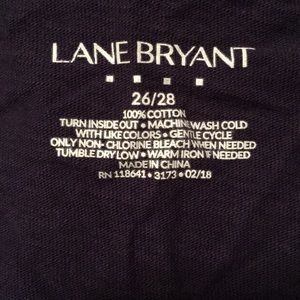 LANE BRYANT
26/28
100% COTTON
TURN INSIDE OUT • MACHINE WASH COLD
WITH LIKE COLORS • GENTLE CYCLE
ONLY NON-CHLORINE BLEACH WHEN NEEDED
TUMBLE DRY LOW • WARM IRON IF NEEDED
MADE IN CHINA
RN 118641 • 3173 • 02/18